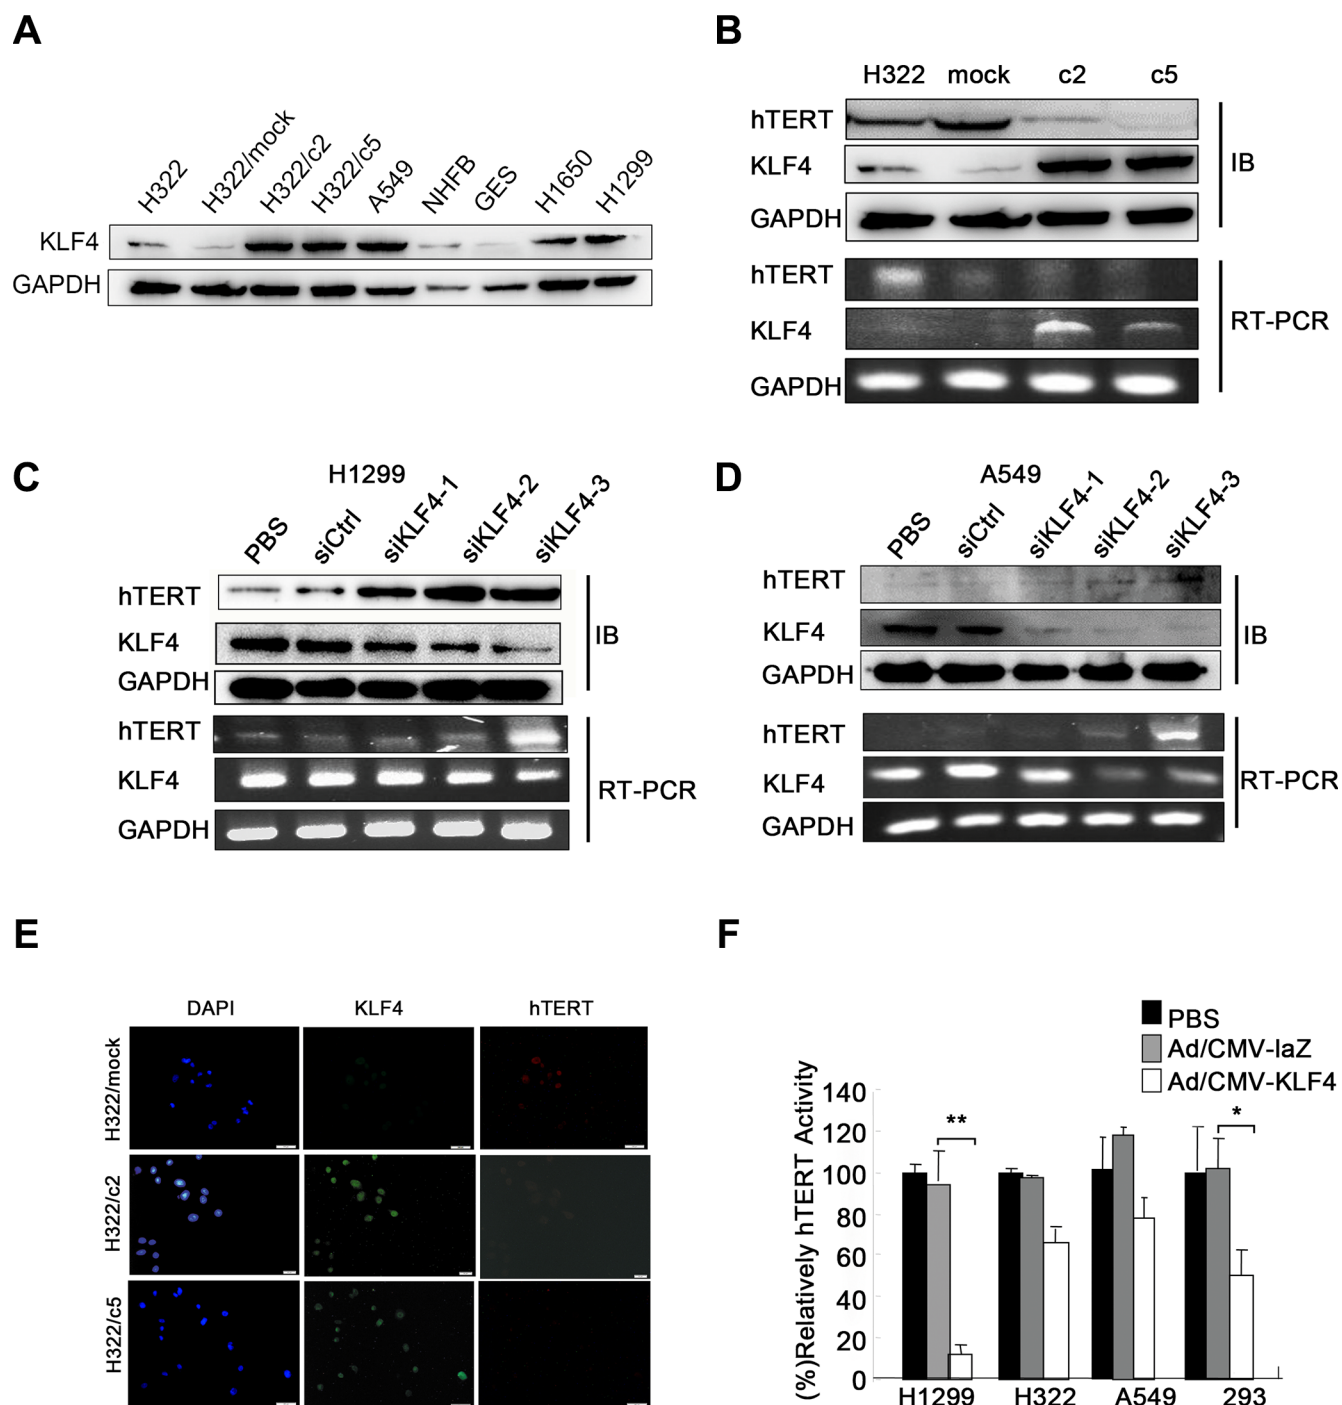 A
H322
H322/mock
H322/c2
H322/c5
A549
NHFB
GES
H1650
H1299
KLF4
GAPDH
B
H322 mock c2 c5
hTERT
KLF4
GAPDH
IB
hTERT
KLF4
GAPDH
RT-PCR
C
H1299
PBS
siCtrl
siKLF4-1
siKLF4-2
siKLF4-3
hTERT
KLF4
GAPDH
IB
hTERT
KLF4
GAPDH
RT-PCR
D
A549
PBS
siCtrl
siKLF4-1
siKLF4-2
siKLF4-3
hTERT
KLF4
GAPDH
IB
hTERT
KLF4
GAPDH
RT-PCR
E
DAPI KLF4 hTERT
H322/mock
H322/c2
H322/c5
F
PBS
Ad/CMV-laZ
Ad/CMV-KLF4
(%)Relatively hTERT Activity
140
120
100
80
60
40
20
0
**
*
H1299 H322 A549 293